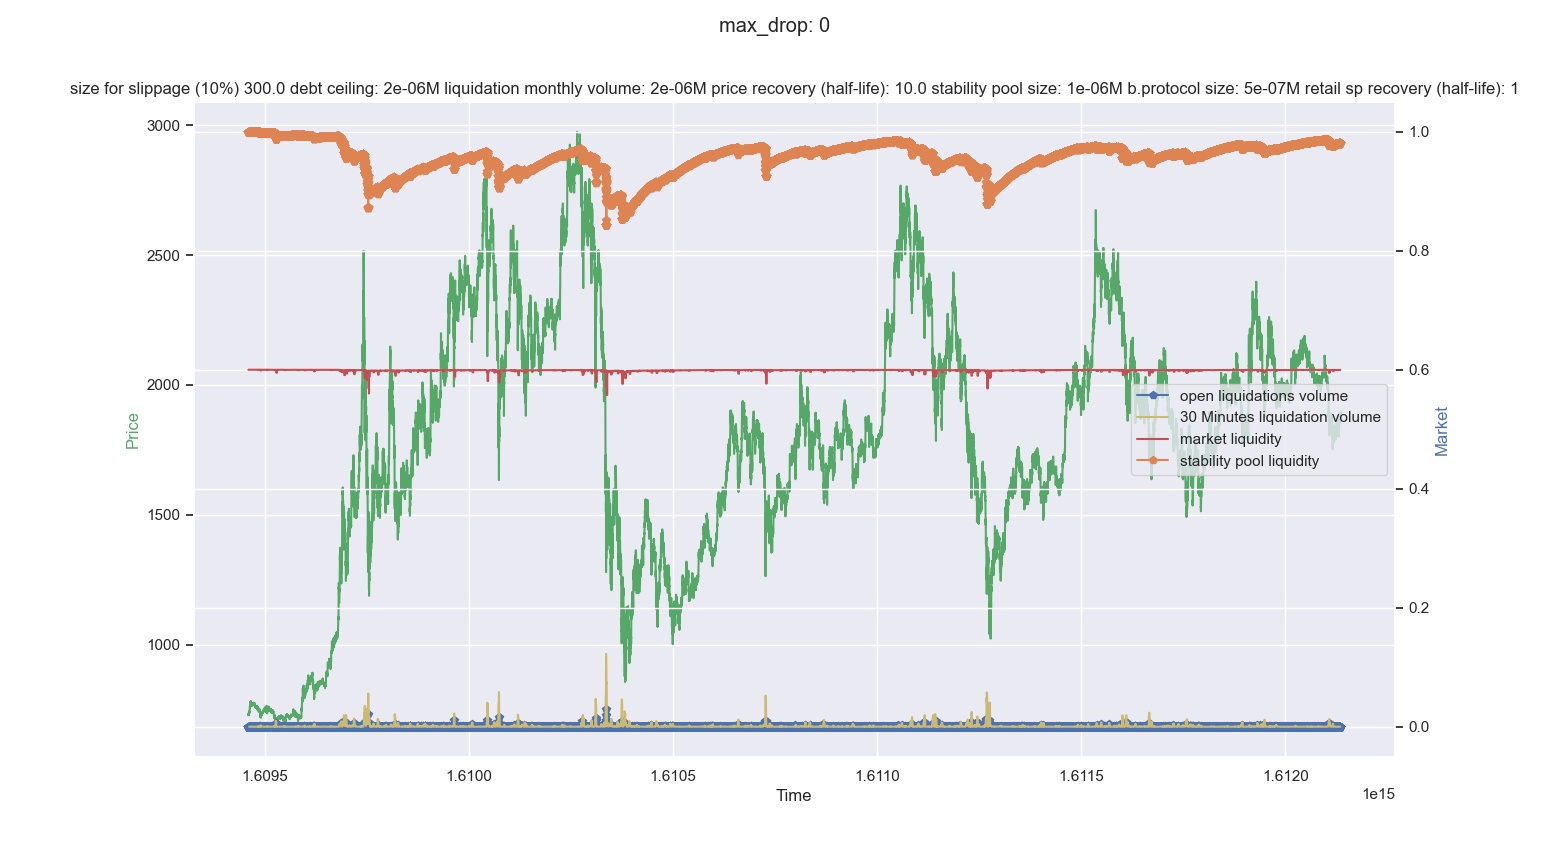 max_drop: 0
size for slippage (10%) 300.0 debt ceiling: 2e-06M liquidation monthly volume: 2e-06M price recovery (half-life): 10.0 stability pool size: 1e-06M b.protocol size: 5e-07M retail sp recovery (half-life): 1
3000
2500
2000
1500
1000
Price
1.0
0.8
0.6
0.4
0.2
0.0
Market
open liquidations volume
30 Minutes liquidation volume
market liquidity
stability pool liquidity
1.6095 1.6100 1.6105 1.6110 1.6115 1.6120
Time
1e15